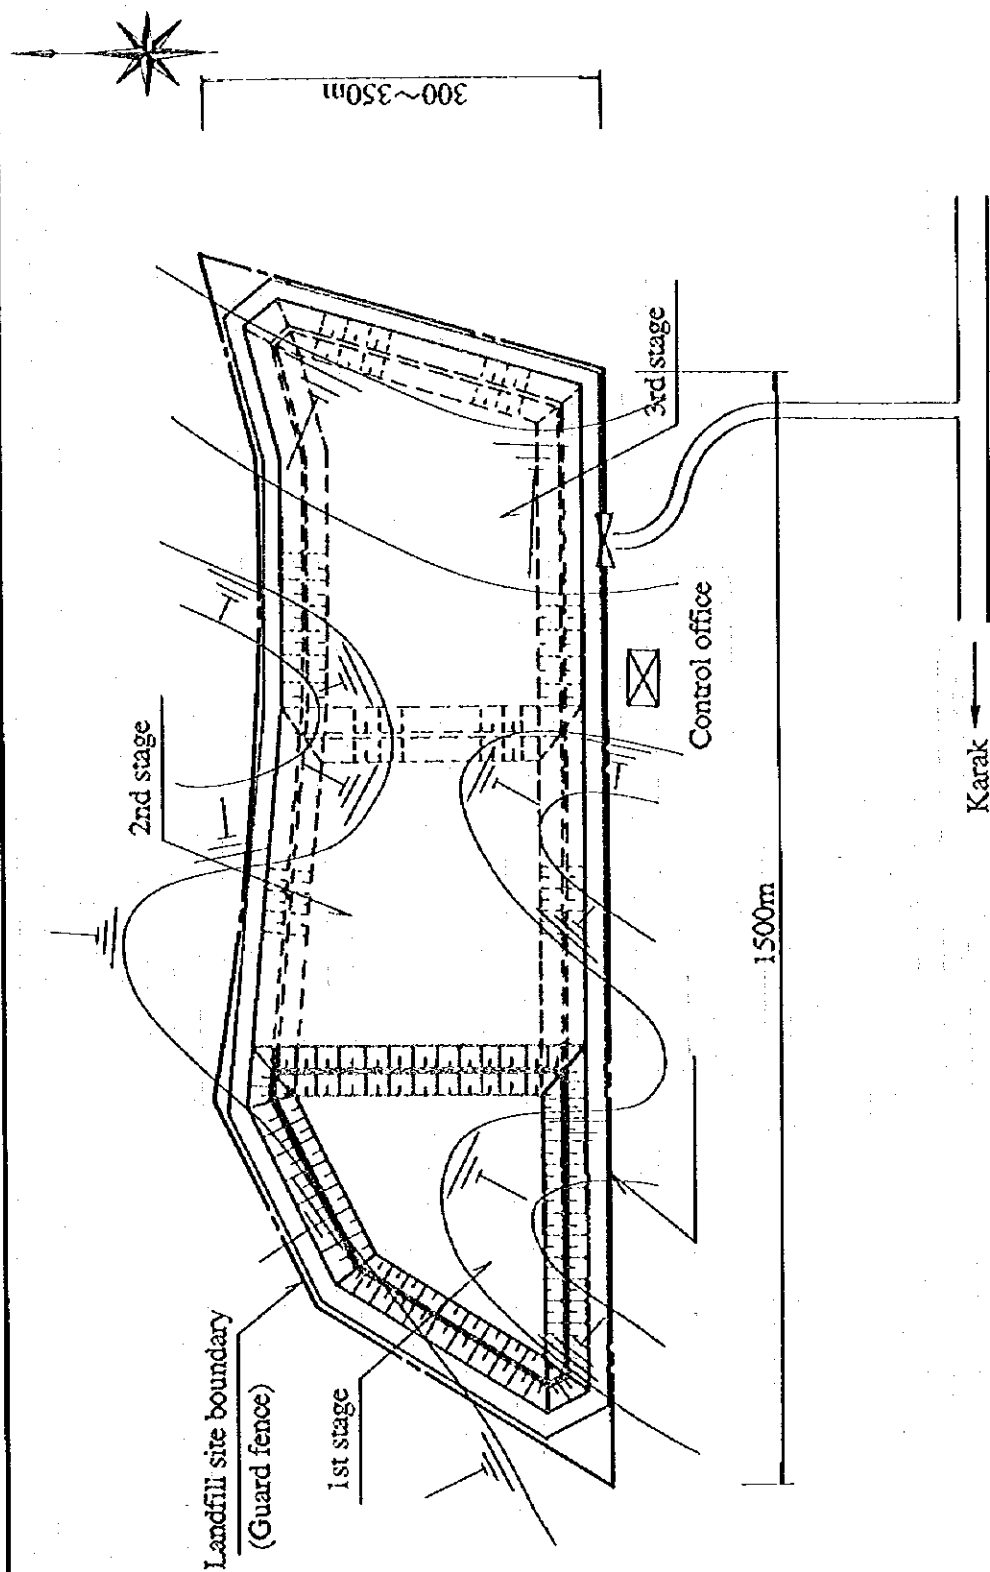 300~350m
3rd stage
2nd stage
Control office
1500m
Karak
Landfill site boundary
(Guard fence)
1st stage